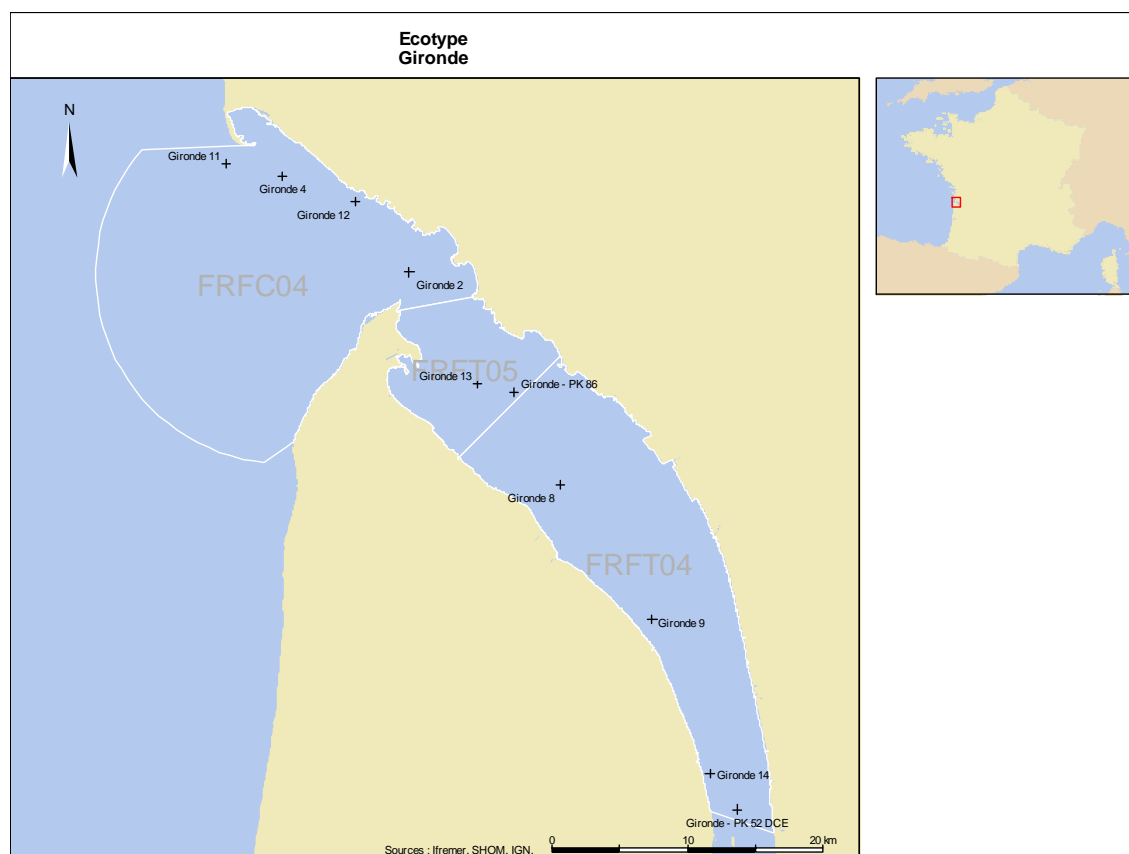 Ecotype
Gironde
N
Gironde 11
Gironde 4
Gironde 12
FRFC04
Gironde 2
FRFT05
Gironde 13
Gironde - PK 86
Gironde 8
FRFT04
Gironde 9
Gironde 14
Gironde - PK 52 DCE
0 10 20 km
Sources : Ifremer, SHOM, IGN,